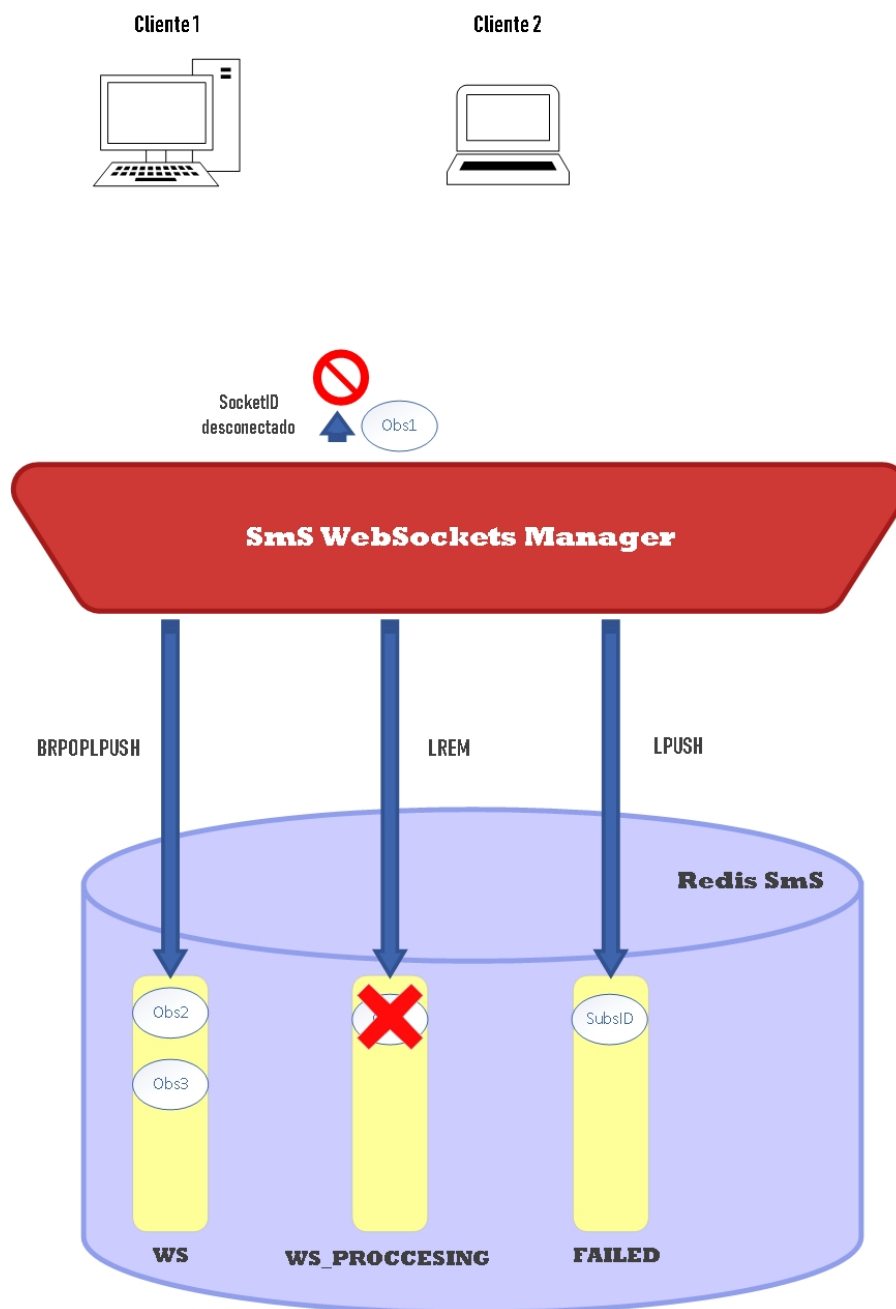 Cliente 1
Cliente 2
SocketID
desconectado
Obs1
SmS WebSockets Manager
BRPOPLPUSH
LREM
LPUSH
Redis SmS
Obs2
SubsID
Obs3
WS
WS_PROCCESING
FAILED